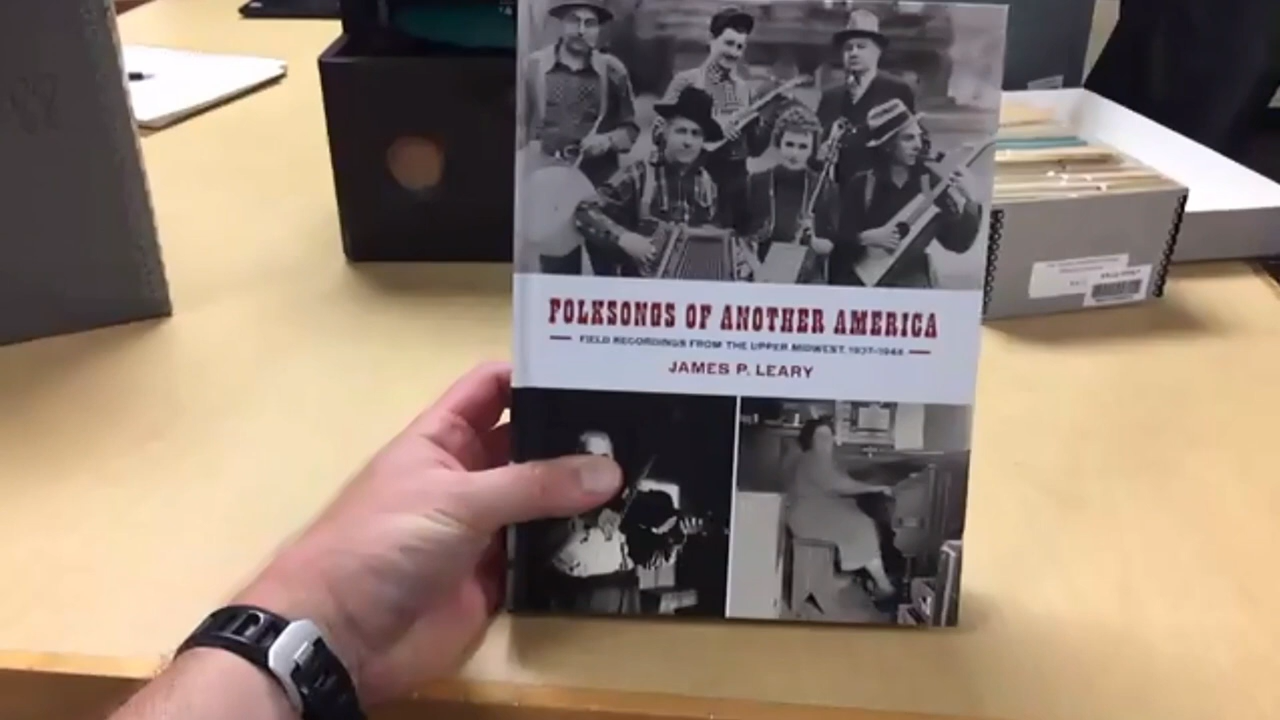 FOLKSONGS OF ANOTHER AMERICA
FIELD RECORDINGS FROM THE UPPER MIDWEST, 1937-1946
JAMES P. LEARY